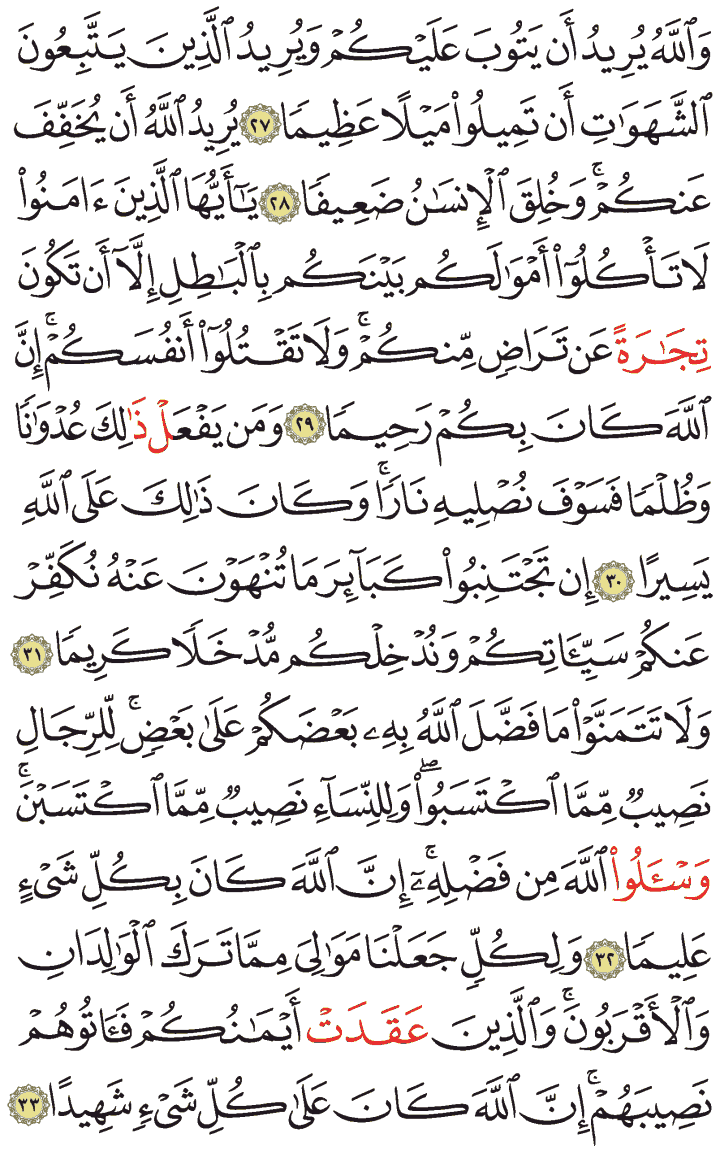 وَٱللَّهُ يُرِيدُ أَن يَتُوبَ عَلَيۡكُمۡ وَيُرِيدُ ٱلَّذِينَ يَتَّبِعُونَ
ٱلشَّهَوَٰتِ أَن تَمِيلُواْ مَيۡلًا عَظِيمٗا ٢٧ يُرِيدُ ٱللَّهُ أَن يُخَفِّفَ
عَنكُمۡۚ وَخُلِقَ ٱلۡإِنسَٰنُ ضَعِيفٗا ٢٨ يَٰٓأَيُّهَا ٱلَّذِينَ ءَامَنُواْ
لَا تَأۡكُلُوٓاْ أَمۡوَٰلَكُم بَيۡنَكُم بِٱلۡبَٰطِلِ إِلَّآ أَن تَكُونَ
تِجَٰرَةً عَن تَرَاضٖ مِّنكُمۡۚ وَلَا تَقۡتُلُوٓاْ أَنفُسَكُمۡۚ إِنَّ
ٱللَّهَ كَانَ بِكُمۡ رَحِيمٗا ٢٩ وَمَن يَفۡعَلۡ ذَٰلِكَ عُدۡوَٰنٗا
وَظُلۡمٗا فَسَوۡفَ نُصۡلِيهِ نَارٗاۚ وَكَانَ ذَٰلِكَ عَلَى ٱللَّهِ
يَسِيرًا ٣٠ إِن تَجۡتَنِبُواْ كَبَآئِرَ مَا تُنۡهَوۡنَ عَنۡهُ نُكَفِّرۡ
عَنكُمۡ سَيِّـَٔاتِكُمۡ وَنُدۡخِلۡكُم مُّدۡخَلٗا كَرِيمٗا ٣١
وَلَا تَتَمَنَّوۡاْ مَا فَضَّلَ ٱللَّهُ بِهِۦ بَعۡضَكُمۡ عَلَىٰ بَعۡضٖۚ لِّلرِّجَالِ
نَصِيبٞ مِّمَّا ٱكۡتَسَبُواْۖ وَلِلنِّسَآءِ نَصِيبٞ مِّمَّا ٱكۡتَسَبۡنَۚ
وَسۡـَٔلُواْ ٱللَّهَ مِن فَضۡلِهِۦٓۚ إِنَّ ٱللَّهَ كَانَ بِكُلِّ شَيۡءٍ
عَلِيمٗا ٣٢ وَلِكُلّٖ جَعَلۡنَا مَوَٰلِيَ مِمَّا تَرَكَ ٱلۡوَٰلِدَانِ
وَٱلۡأَقۡرَبُونَۚ وَٱلَّذِينَ عَقَدَتۡ أَيۡمَٰنُكُمۡ فَـَٔاتُوهُمۡ
نَصِيبَهُمۡۚ إِنَّ ٱللَّهَ كَانَ عَلَىٰ كُلِّ شَيۡءٖ شَهِيدًا ٣٣